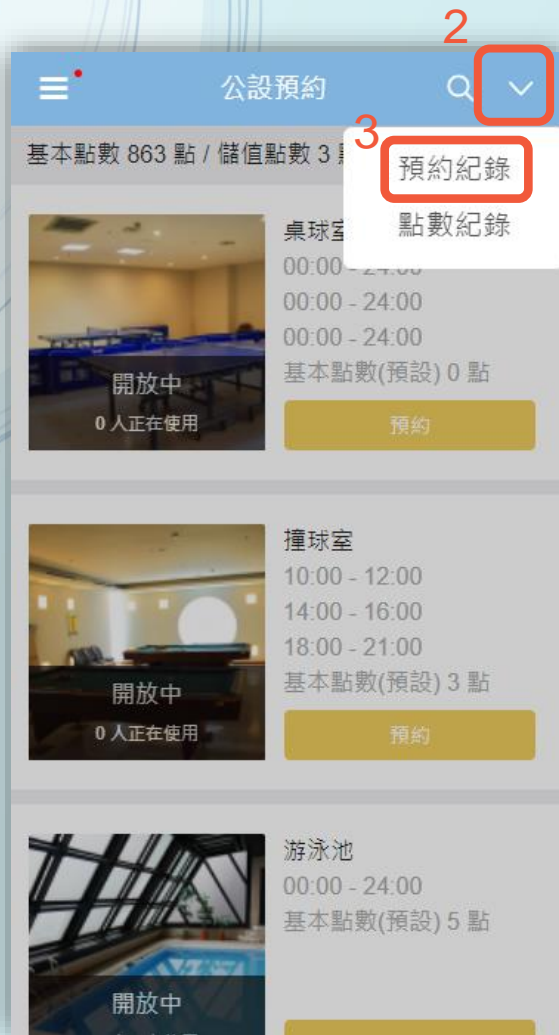 2
公設預約
基本點數 863 點 / 儲值點數 3
3
預約紀錄
點數紀錄
桌球室
00:00 - 24:00
00:00 - 24:00
00:00 - 24:00
基本點數(預設) 0 點
開放中
0 人正在使用
預約
撞球室
10:00 - 12:00
14:00 - 16:00
18:00 - 21:00
基本點數(預設) 3 點
開放中
0 人正在使用
預約
游泳池
00:00 - 24:00
基本點數(預設) 5 點
開放中